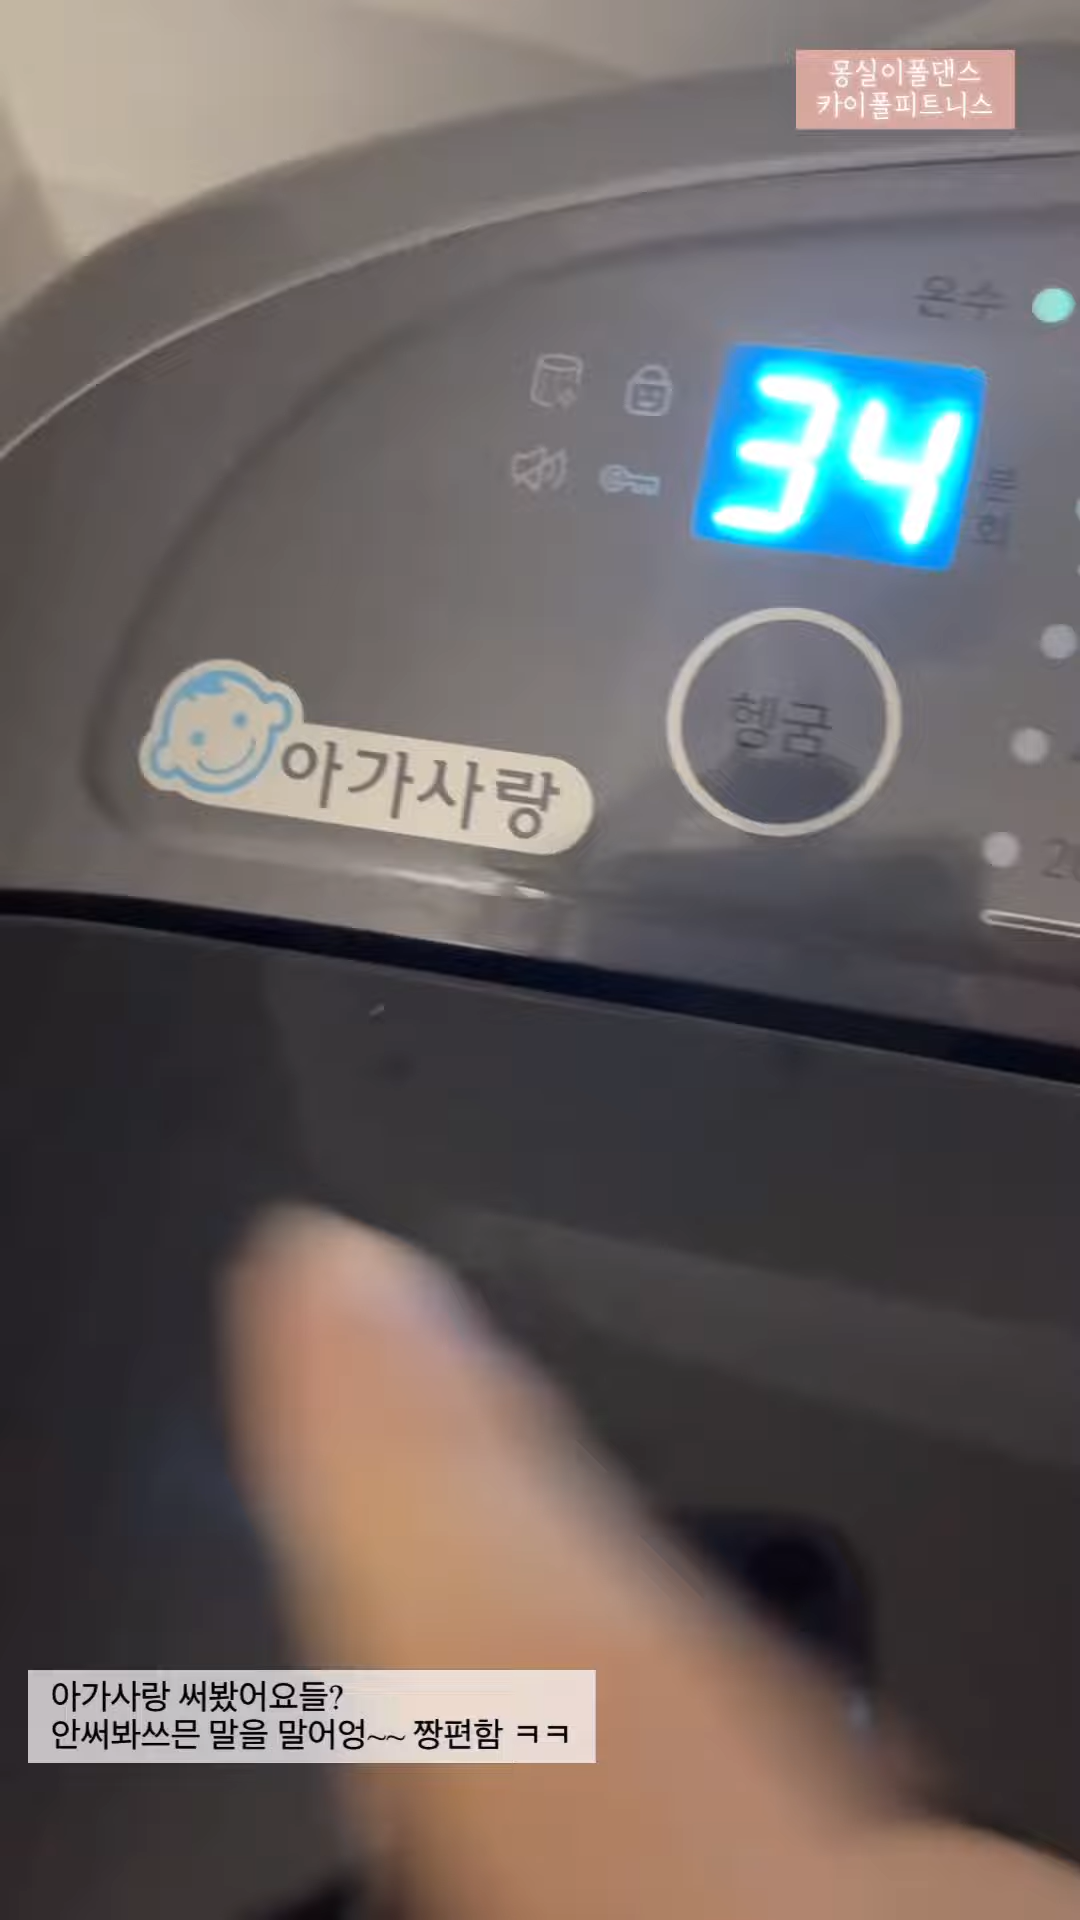 몽실이폴댄스
카이폴피트니스
온수
34
헹굼
아가사랑
아가사랑 써봤어요들?
안써봐쓰믄 말을 말어엉~~ 짱편함 ㅋㅋ